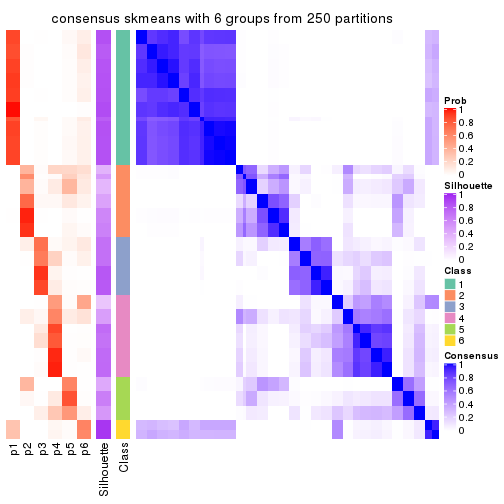 consensus skmeans with 6 groups from 250 partitions
Prob
1
0.8
0.6
0.4
0.2
0
Silhouette
1
0.8
0.6
0.4
0.2
0
Class
1
2
3
4
5
6
Consensus
1
0.8
0.6
0.4
0.2
0
p1
p2
p3
p4
p5
p6
Silhouette
Class